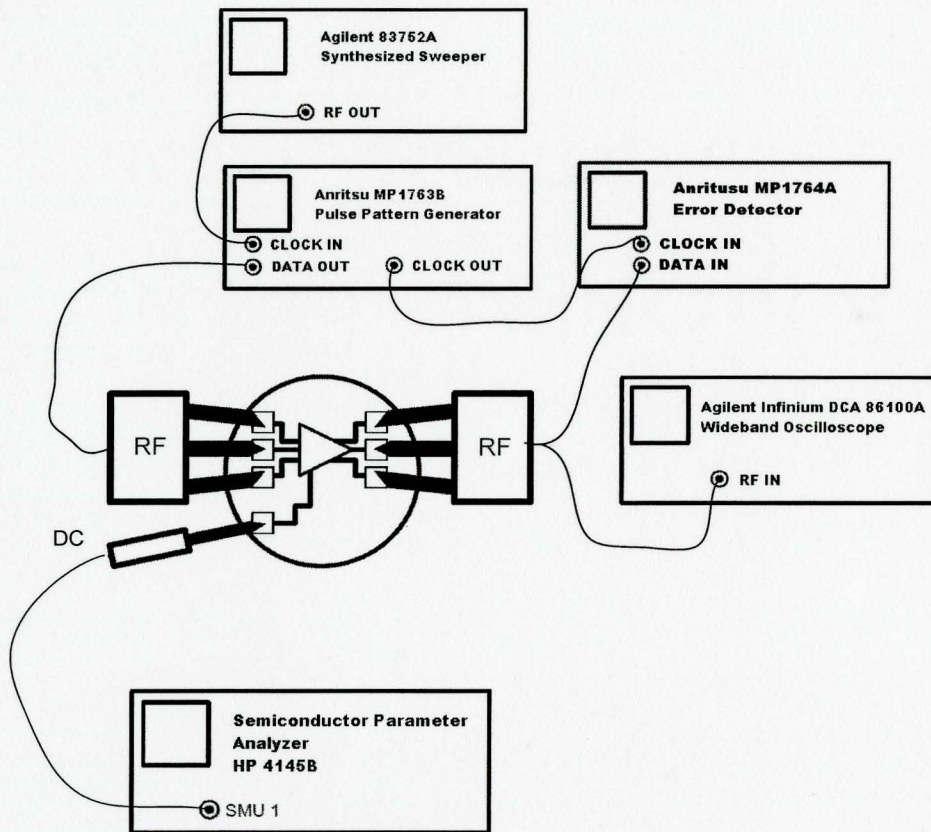 Agilent 83752A
Synthesized Sweeper
RF OUT
Anritsu MP1763B
Pulse Pattern Generator
CLOCK IN
DATA OUT
CLOCK OUT
Anritusu MP1764A
Error Detector
CLOCK IN
DATA IN
RF
RF
Agilent Infinium DCA 86100A
Wideband Oscilloscope
RF IN
DC
Semiconductor Parameter
Analyzer
HP 4145B
SMU 1